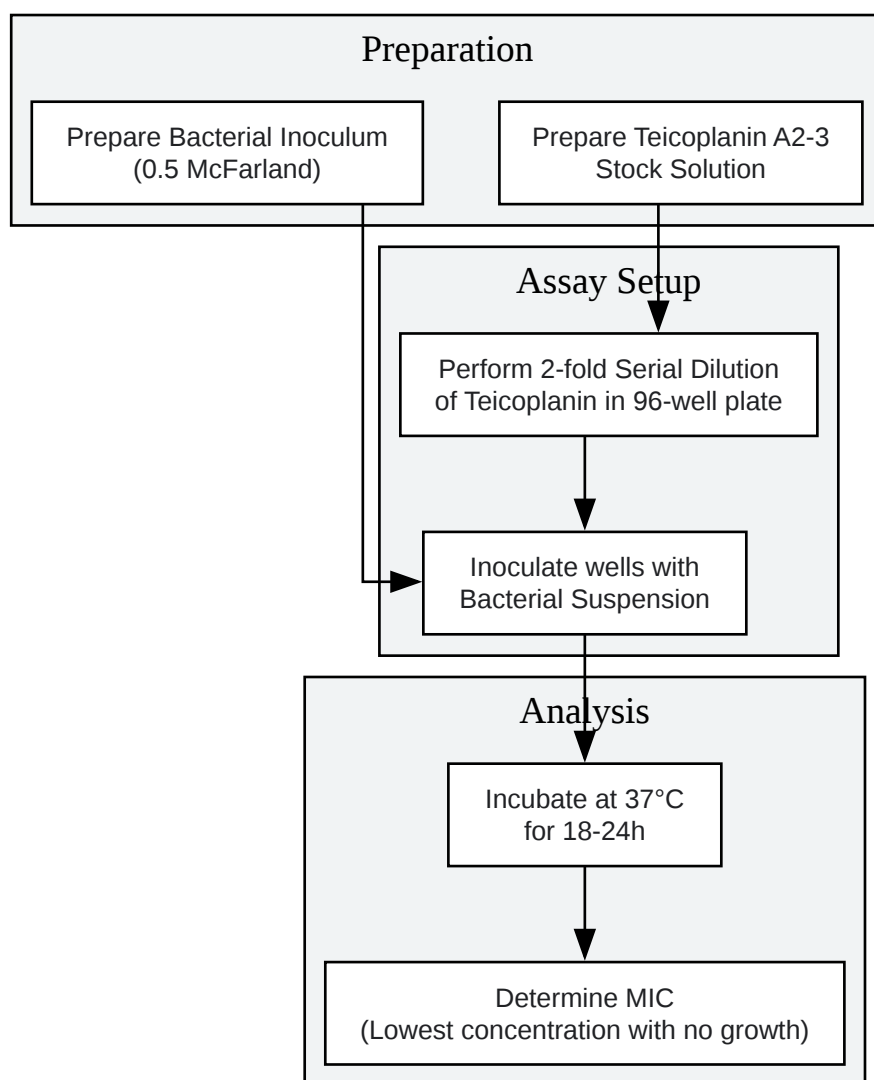 Preparation
Prepare Bacterial Inoculum
(0.5 McFarland)
Prepare Teicoplanin A2-3
Stock Solution
Assay Setup
Perform 2-fold Serial Dilution
of Teicoplanin in 96-well plate
Inoculate wells with
Bacterial Suspension
Analysis
Incubate at 37°C
for 18-24h
Determine MIC
(Lowest concentration with no growth)